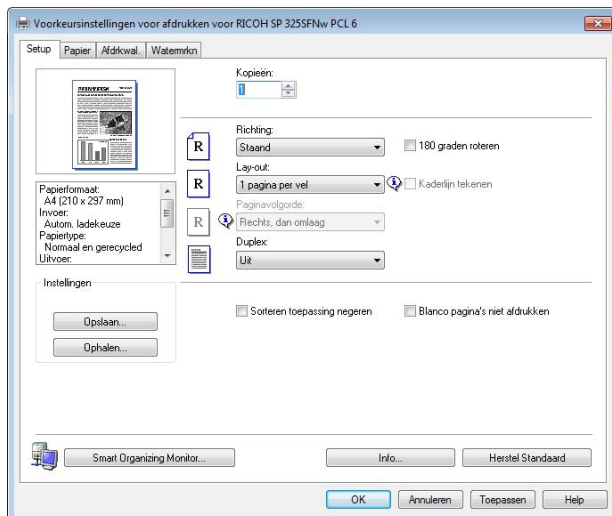 Voorkeursinstellingen voor afdrukken voor RICOH SP 325SFNw PCL 6
Setup Papier Afdrkwal. Watermrkn
Kopieën:
1
Richting:
R Staand 180 graden roteren
Lay-out:
R 1 pagina per vel Kaderlijn tekenen
Paginavolgorde:
R Rechts, dan omlaag
Duplex:
Uit
Papierformaat:
A4 (210 x 297 mm)
Invoer:
Autom. ladekeuze
Papiertype:
Normaal en gerecycled
Uitvoer:
Instellingen
Opslaan...
Ophalen...
Sorteren toepassing negeren Blanco pagina's niet afdrukken
Smart Organizing Monitor... Info... Herstel Standaard
OK Annuleren Toepassen Help